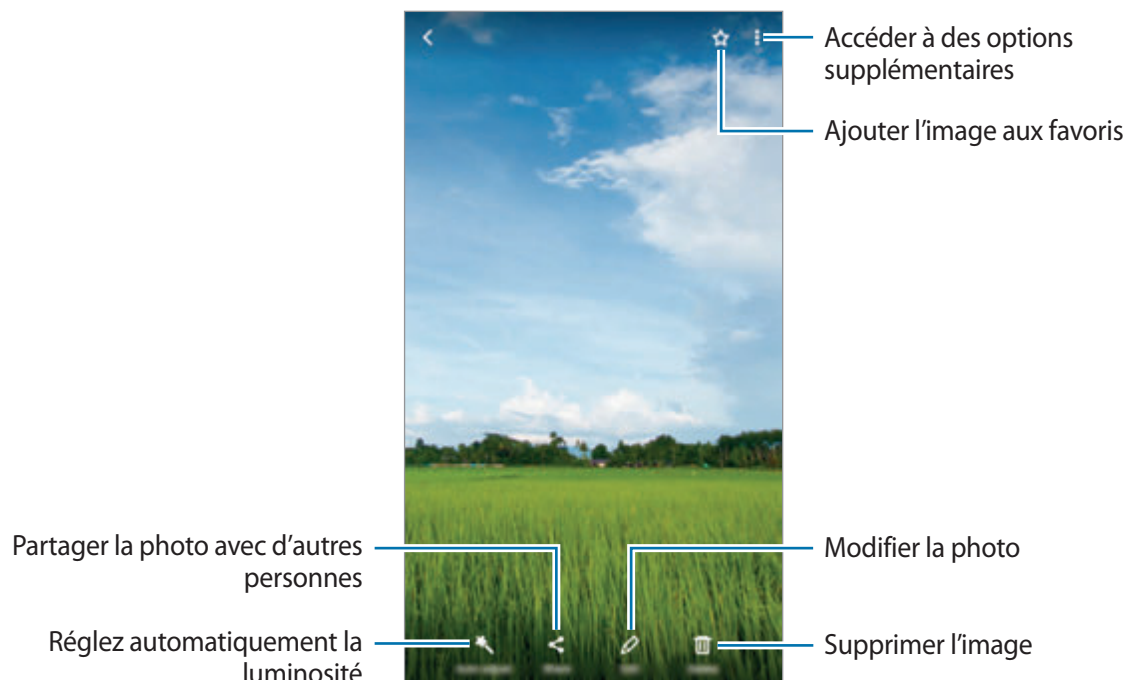 Accéder à des options
supplémentaires
Ajouter l’image aux favoris
Partager la photo avec d’autres
personnes
Modifier la photo
Réglez automatiquement la
luminosité
Supprimer l’image